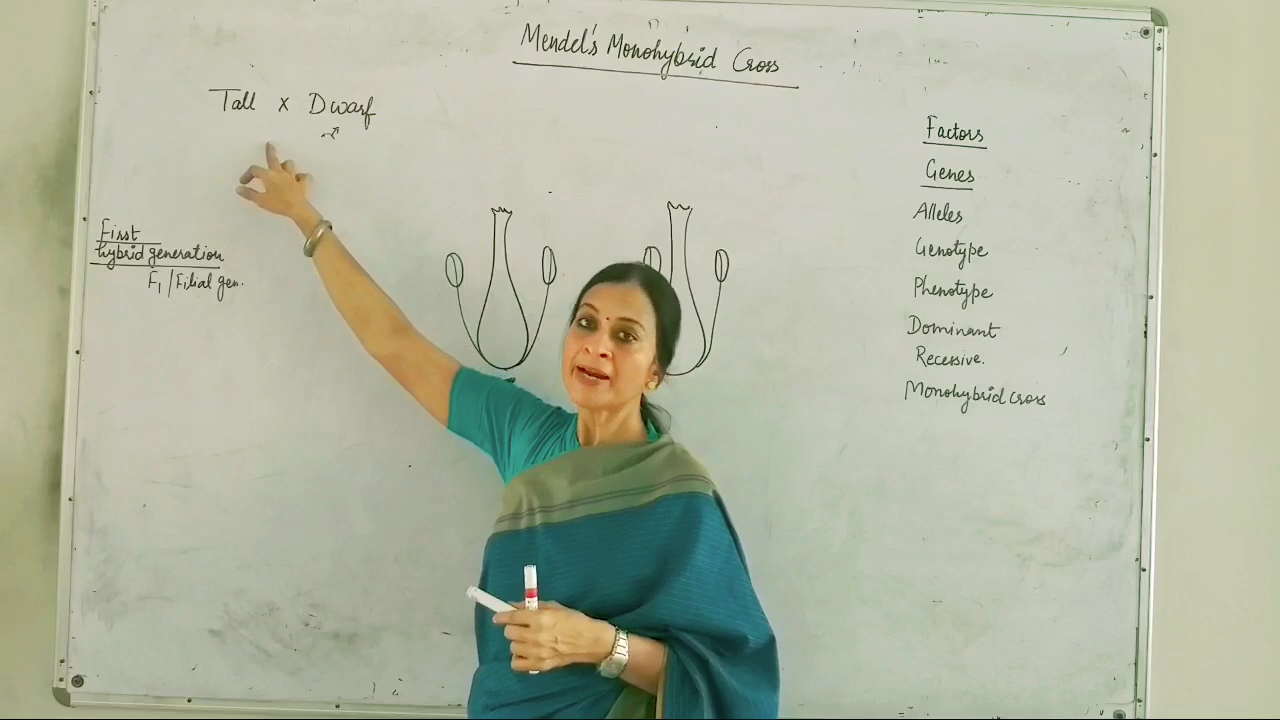 Mendel's Monohybrid Cross
Tall x Dwarf
First
hybrid generation
F1 / Filial gen.
Factors
Genes
Alleles
Genotype
Phenotype
Dominant
Recessive.
Monohybrid cross